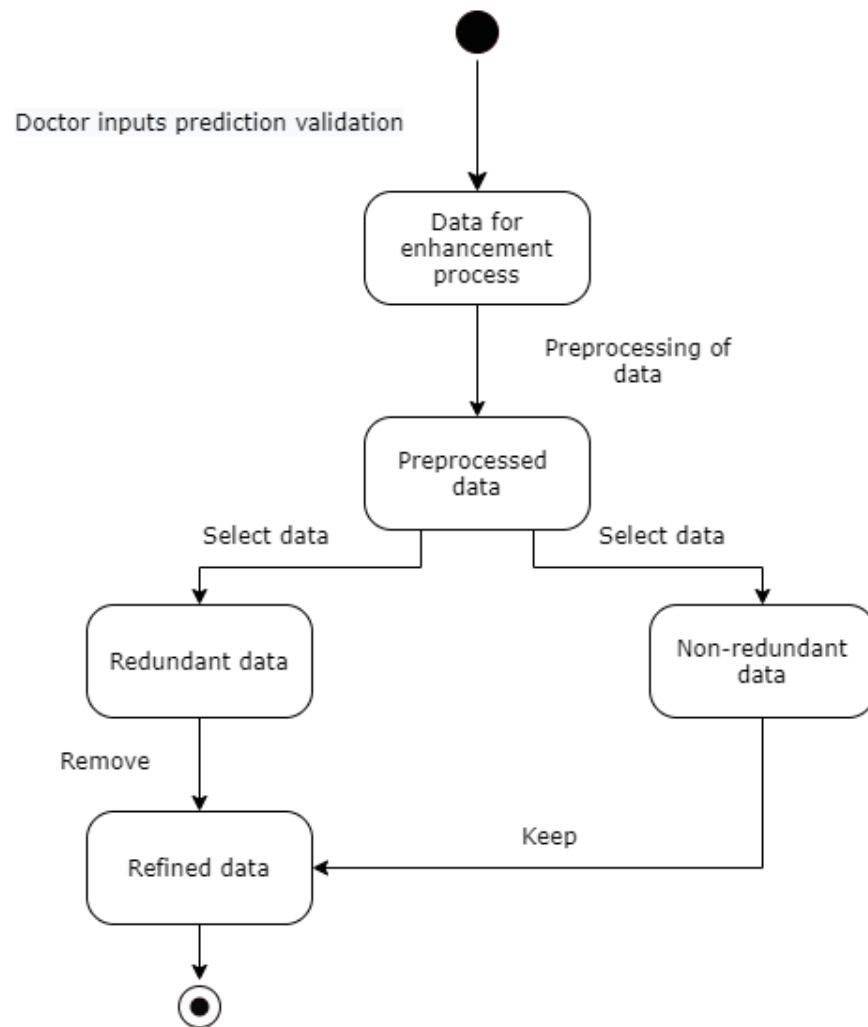 Doctor inputs prediction validation
Data for
enhancement
process
Preprocessing of
data
Preprocessed
data
Select data
Select data
Redundant data
Non-redundant
data
Remove
Keep
Refined data